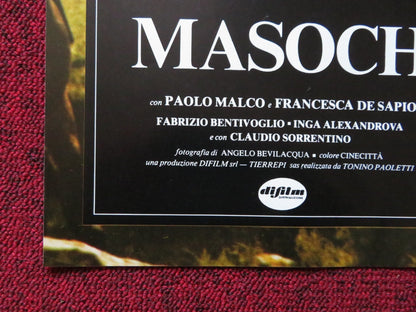 MASOCH
con PAOLO MALCO e FRANCESCA DE SAPIO
FABRIZIO BENTIVOGLIO ▪ INGA ALEXANDROVA
e con CLAUDIO SORRENTINO
fotografia di ANGELO BEVILACQUA ▪ colore CINECITTÀ
una produzione DIFILM srl — TIERREPI sas realizzata da TONINO PAOLETTI
difilm